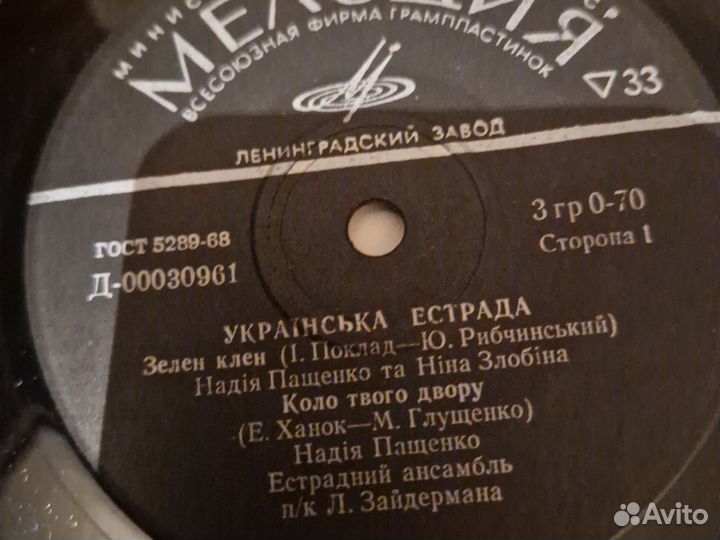 МЕЛОДИЯ
ВСЕСОЮЗНАЯ ФИРМА ГРАМПЛАСТИНОК
33
ЛЕНИНГРАДСКИЙ ЗАВОД
ГОСТ 5289-68
Д-00030961
3 гр 0-70
Сторона 1
УКРАЇНСЬКА ЕСТРАДА
Зелен клен (І. Поклад—Ю. Рибчинський)
Надія Пащенко та Ніна Злобіна
Коло твого двору
(Е. Ханок—М. Глущенко)
Надія Пащенко
Естрадний ансамбль
п/к Л. Зайдермана
Avito